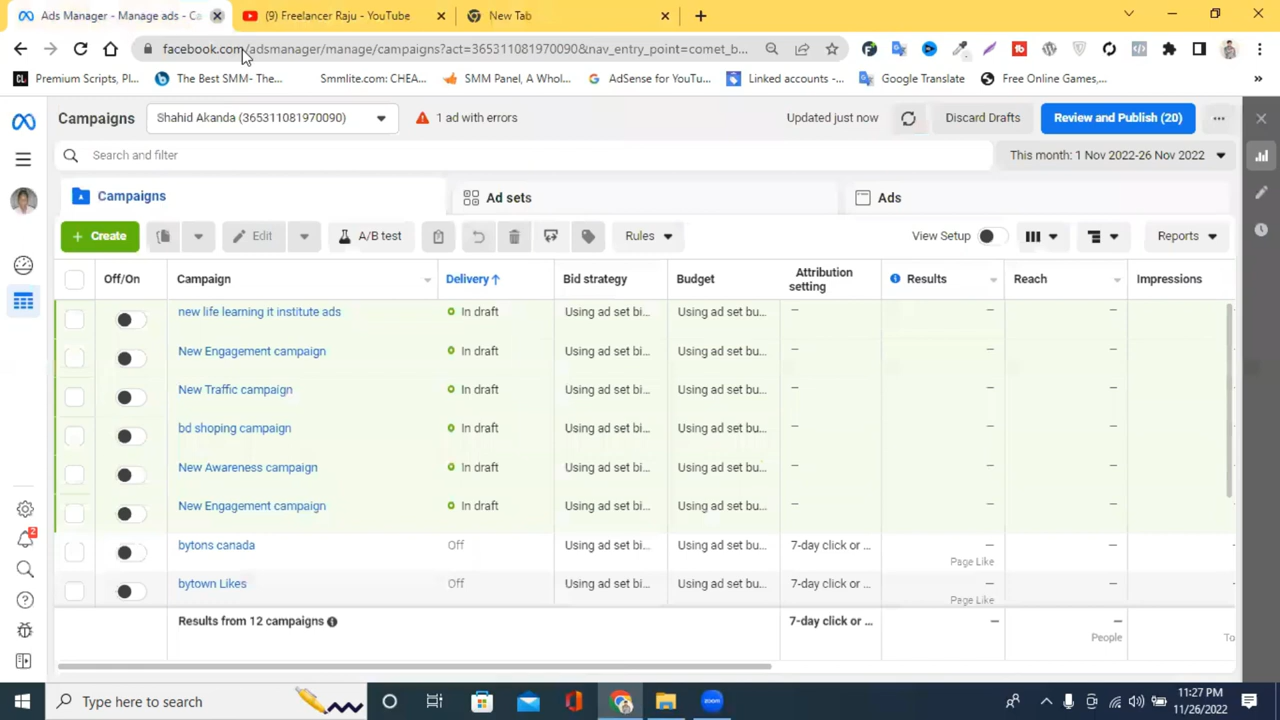 Ads Manager - Manage ads - Ca
(9) Freelancer Raju - YouTube
New Tab
facebook.com/adsmanager/manage/campaigns?act=365311081970090&nav_entry_point=comet_b...
Premium Scripts, Pl...
The Best SMM- The...
Smmlite.com: CHEA...
SMM Panel, A Whol...
AdSense for YouTu...
Linked accounts -...
Google Translate
Free Online Games,...
»
Campaigns
Shahid Akanda (365311081970090)
1 ad with errors
Updated just now
Discard Drafts
Review and Publish (20)
Search and filter
This month: 1 Nov 2022-26 Nov 2022
Campaigns
Ad sets
Ads
+ Create
Edit
A/B test
Rules
View Setup
Reports
Off/On
Campaign
Delivery ↑
Bid strategy
Budget
Attribution
setting
Results
Reach
Impressions
new life learning it institute ads
In draft
Using ad set bi...
Using ad set bu...
–
–
–
New Engagement campaign
In draft
Using ad set bi...
Using ad set bu...
–
–
–
New Traffic campaign
In draft
Using ad set bi...
Using ad set bu...
–
–
–
bd shoping campaign
In draft
Using ad set bi...
Using ad set bu...
–
–
–
New Awareness campaign
In draft
Using ad set bi...
Using ad set bu...
–
–
–
New Engagement campaign
In draft
Using ad set bi...
Using ad set bu...
–
–
–
bytons canada
Off
Using ad set bi...
Using ad set bu...
7-day click or ...
–
Page Like
–
bytown Likes
Off
Using ad set bi...
Using ad set bu...
7-day click or ...
–
Page Like
–
Results from 12 campaigns
7-day click or ...
–
–
People
To
2
Type here to search
11:27 PM
11/26/2022